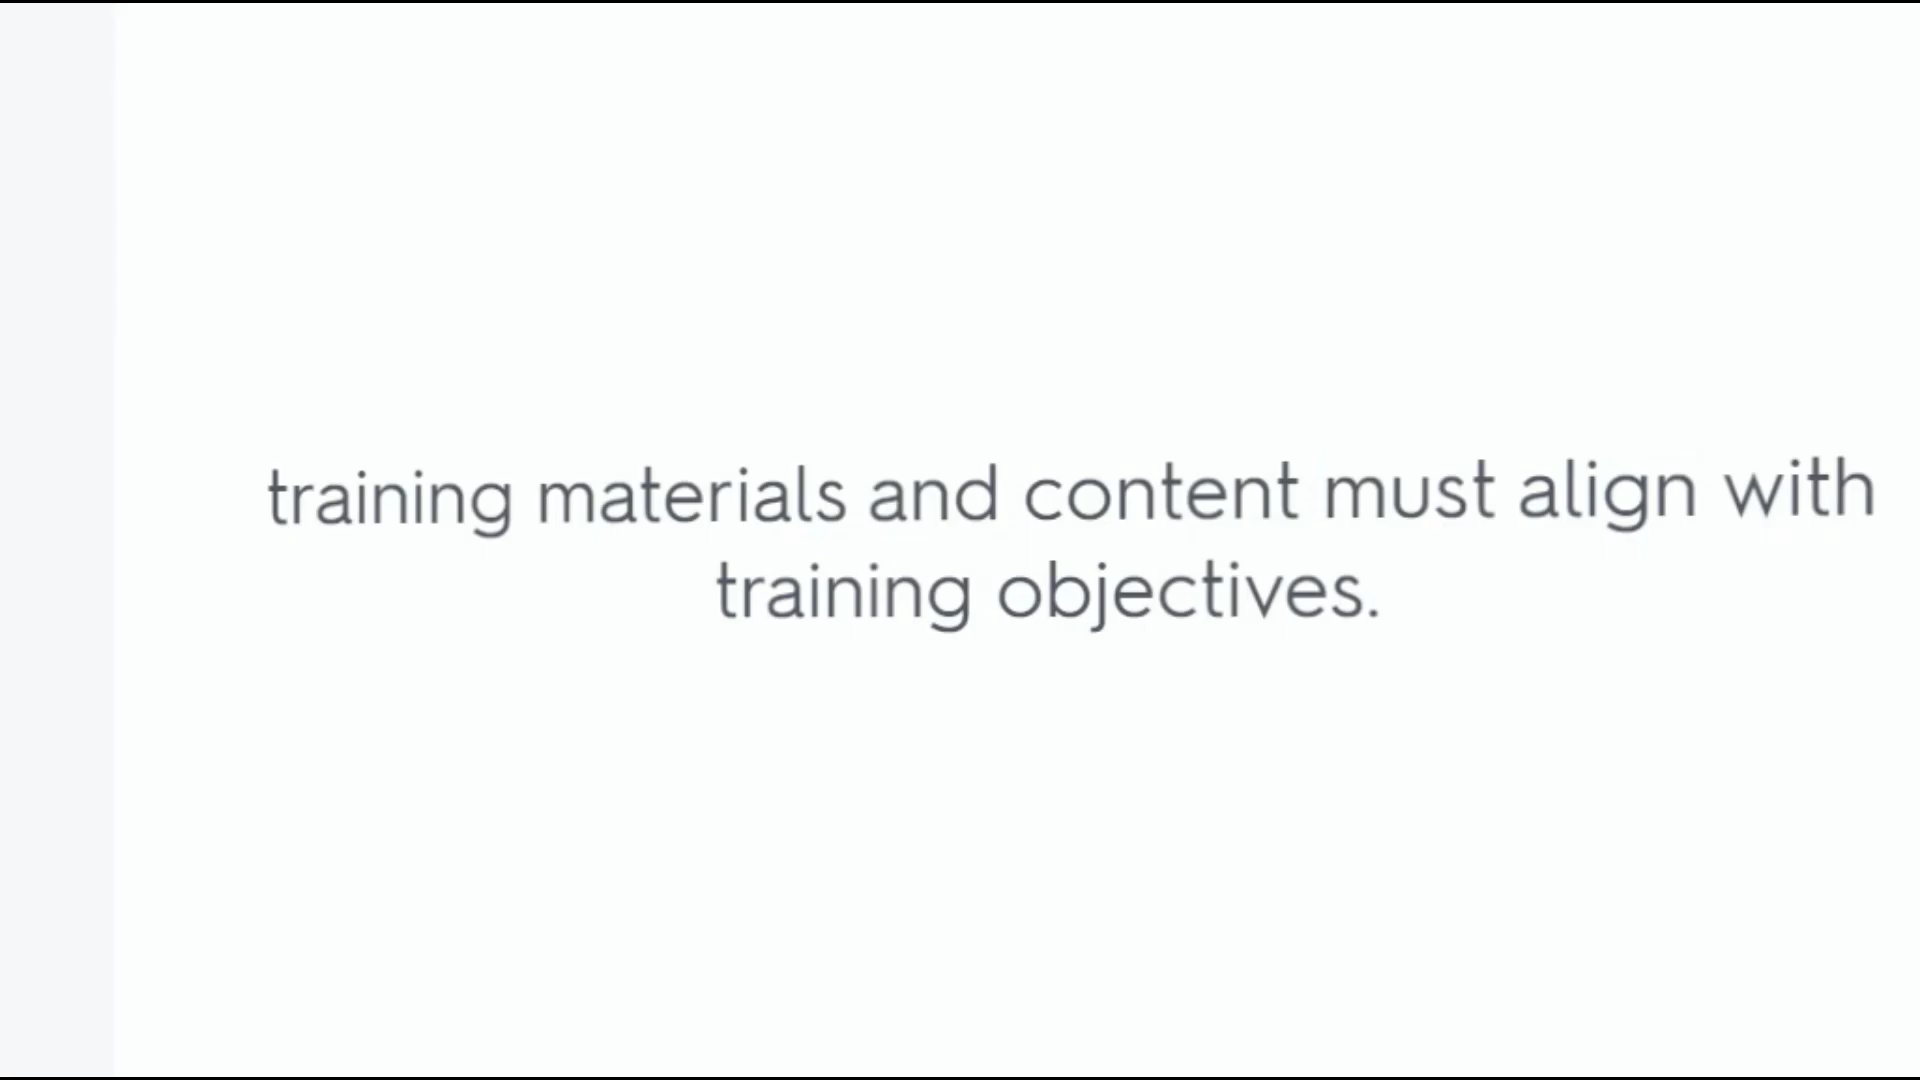 training materials and content must align with
training objectives.